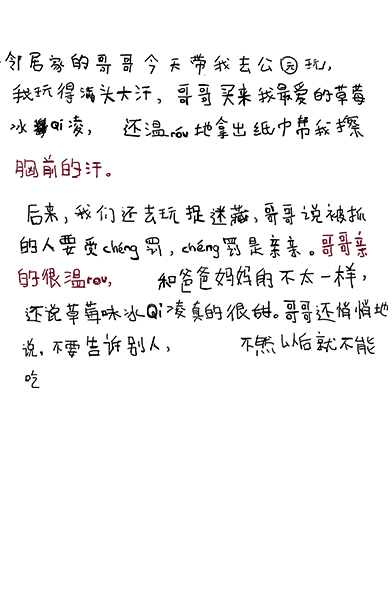 邻居家的哥哥今天带我去公园玩,
我玩得满头大汗,哥哥买来我最爱的草莓
冰Qi凌,还温róu地拿出纸巾帮我擦
胸前的汗。
后来,我们还去玩捉迷藏,哥哥说被抓
的人要受chéng罚,chéng罚是亲亲。哥哥亲
的很温rou,和爸爸妈妈的不太一样,
还说草莓味冰Qi凌真的很甜。哥哥还悄悄地
说,不要告诉别人,不然以后就不能
吃